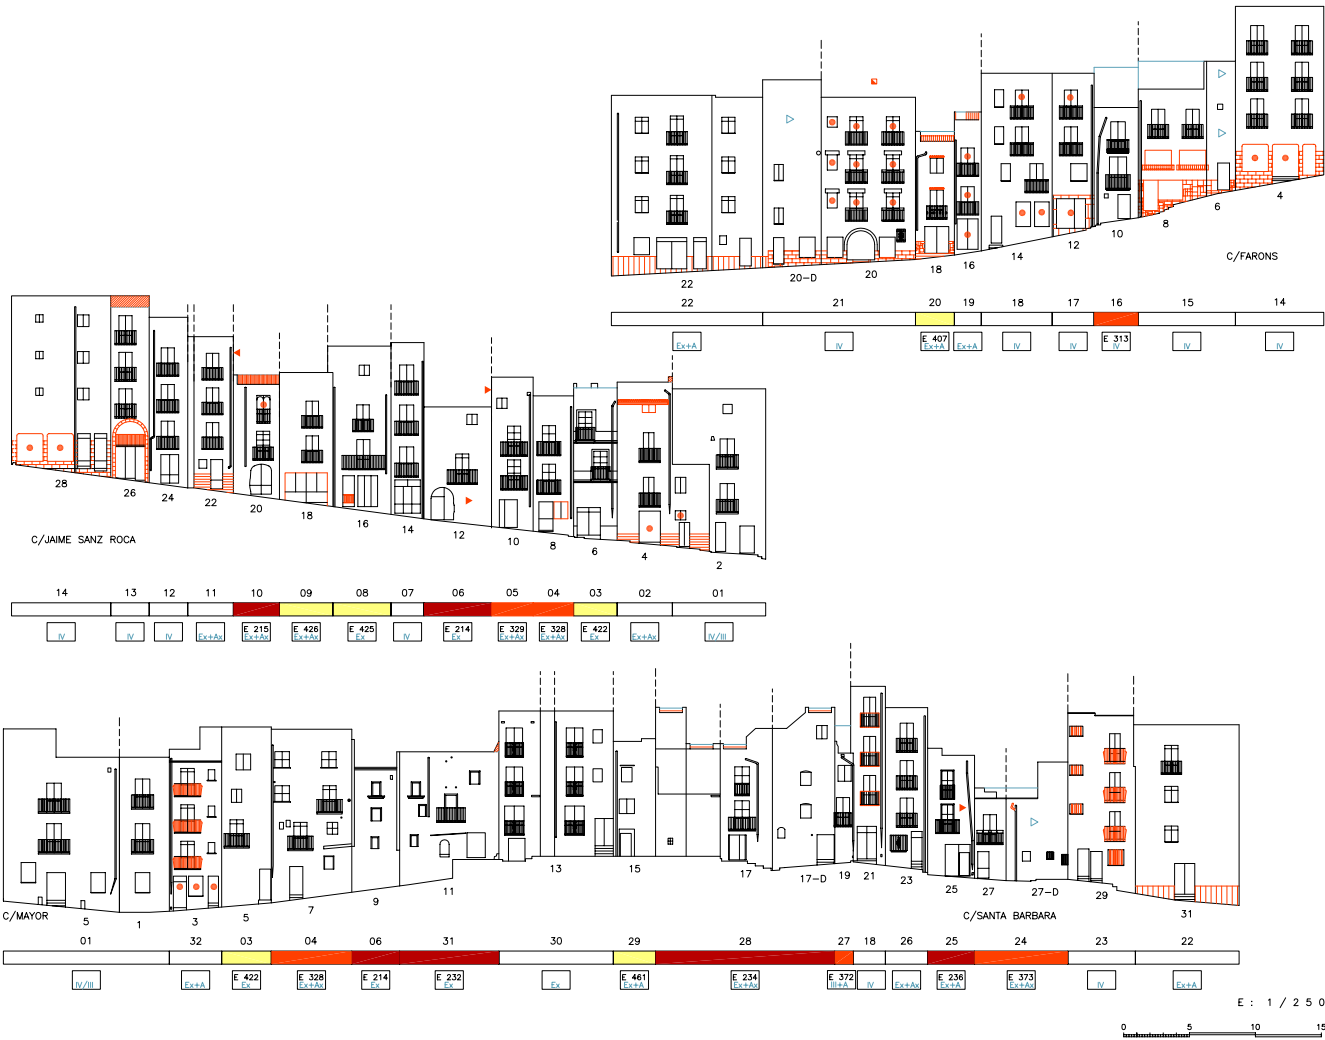 22
20-D
20
18
16
14
12
10
8
6
4
C/FARONS
22 21 20 19 18 17 16 15 14
Ex+A IV E 407 Ex+A Ex+A IV IV E 313 IV IV IV
28
26
24
22
20
18
16
14
12
10
8
6
4
2
C/JAIME SANZ ROCA
14 13 12 11 10 09 08 07 06 05 04 03 02 01
IV IV IV Ex+Ax E 215 Ex+Ax E 426 Ex+Ax E 425 Ex IV E 214 Ex E 329 Ex+Ax E 328 Ex+Ax E 422 Ex Ex+Ax IV/III
C/MAYOR
5
1
3
5
7
9
11
13
15
17
17-D
19
21
23
25
27
27-D
29
31
C/SANTA BARBARA
01 32 03 04 06 31 30 29 28 27 18 26 25 24 23 22
IV/III Ex+A E 422 Ex E 328 Ex+Ax E 214 Ex E 232 Ex Ex E 461 Ex+A E 234 Ex+Ax E 372 III+A IV Ex+Ax E 236 Ex+A E 373 Ex+Ax IV Ex+A
E: 1/250
0 5 10 15